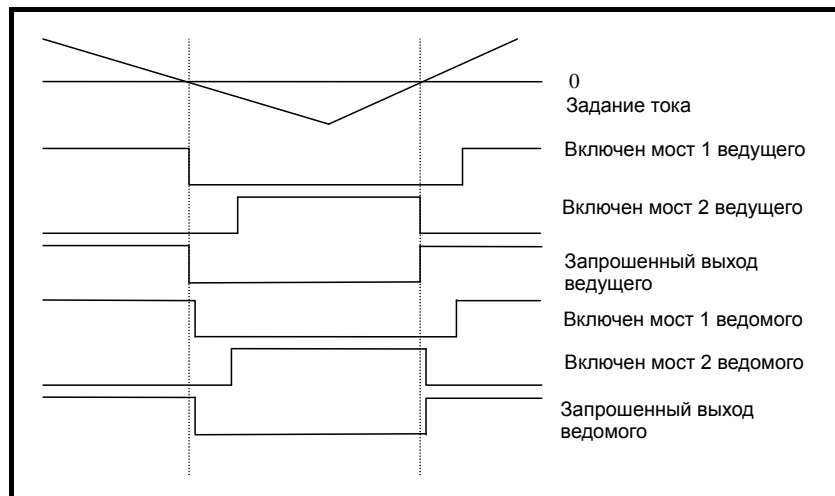 0
Задание тока
Включен мост 1 ведущего
Включен мост 2 ведущего
Запрошенный выход
ведущего
Включен мост 1 ведомого
Включен мост 2 ведомого
Запрошенный выход
ведомого